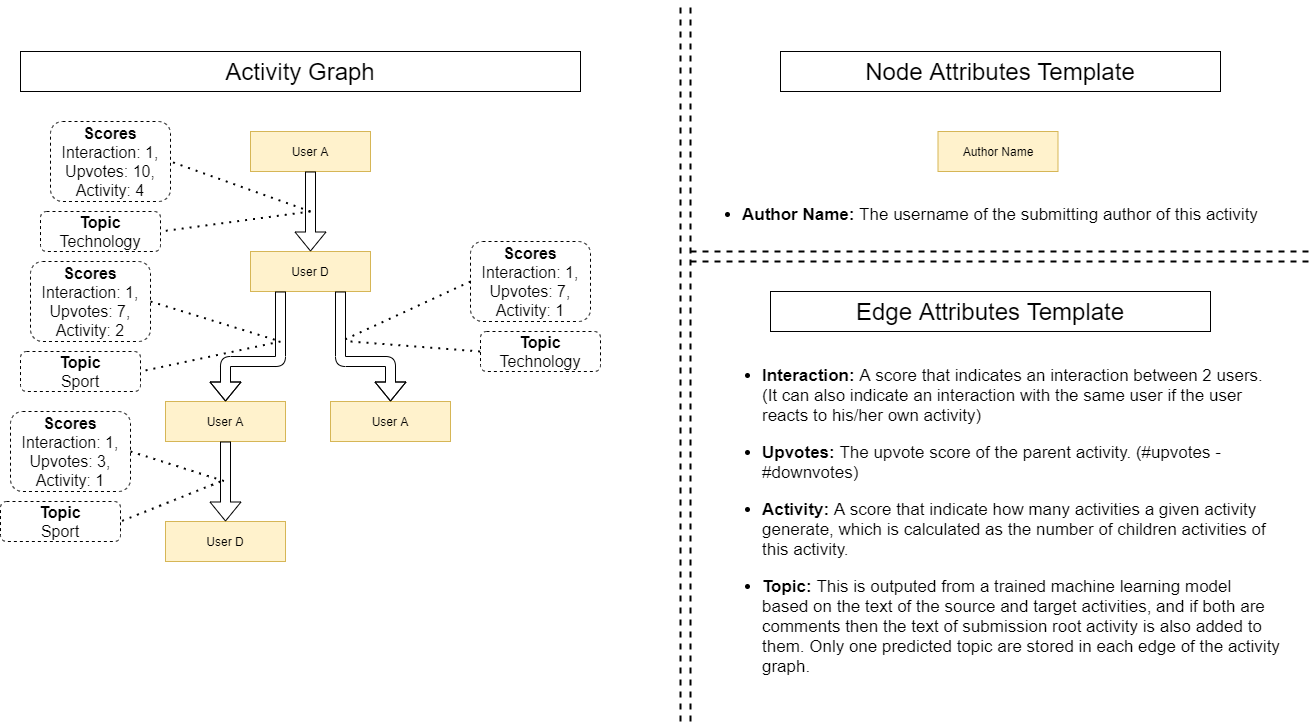 Activity Graph
Scores
Interaction: 1,
Upvotes: 10,
Activity: 4
Topic
Technology
User A
User D
Scores
Interaction: 1,
Upvotes: 7,
Activity: 2
Topic
Sport
Scores
Interaction: 1,
Upvotes: 7,
Activity: 1
Topic
Technology
User A
User A
Scores
Interaction: 1,
Upvotes: 3,
Activity: 1
Topic
Sport
User D
Node Attributes Template
Author Name
• Author Name: The username of the submitting author of this activity
Edge Attributes Template
• Interaction: A score that indicates an interaction between 2 users.
(It can also indicate an interaction with the same user if the user
reacts to his/her own activity)
• Upvotes: The upvote score of the parent activity. (#upvotes -
#downvotes)
• Activity: A score that indicate how many activities a given activity
generate, which is calculated as the number of children activities of
this activity.
• Topic: This is outputed from a trained machine learning model
based on the text of the source and target activities, and if both are
comments then the text of submission root activity is also added to
them. Only one predicted topic are stored in each edge of the activity
graph.